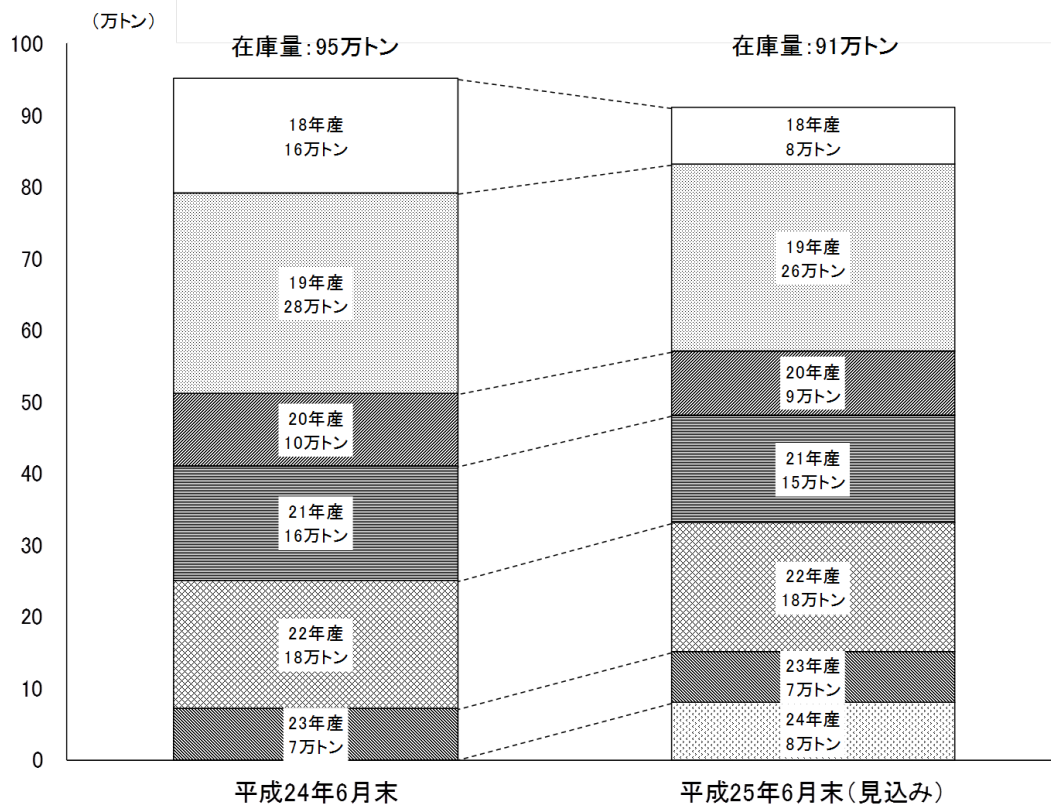 （万トン）
100
90
80
70
60
50
40
30
20
10
0
在庫量：95万トン
18年産
16万トン
19年産
28万トン
20年産
10万トン
21年産
16万トン
22年産
18万トン
23年産
7万トン
平成24年6月末
在庫量：91万トン
18年産
8万トン
19年産
26万トン
20年産
9万トン
21年産
15万トン
22年産
18万トン
23年産
7万トン
24年産
8万トン
平成25年6月末（見込み）